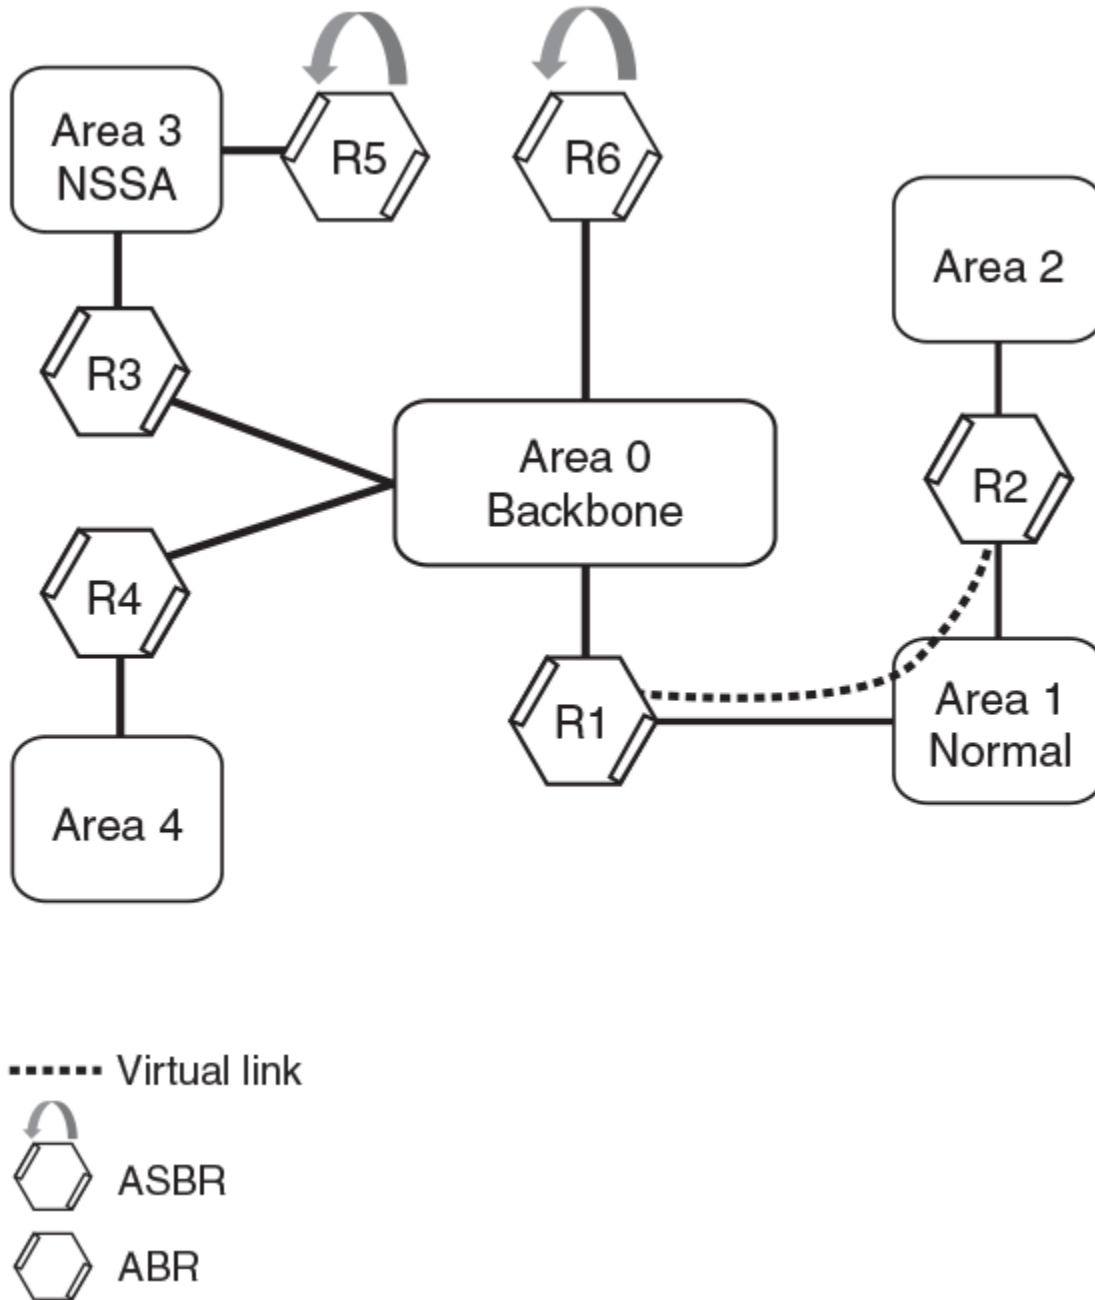 Area 3
NSSA
R5
R6
Area 2
R3
Area 0
Backbone
R2
R4
R1
Area 1
Normal
Area 4
Virtual link
ASBR
ABR